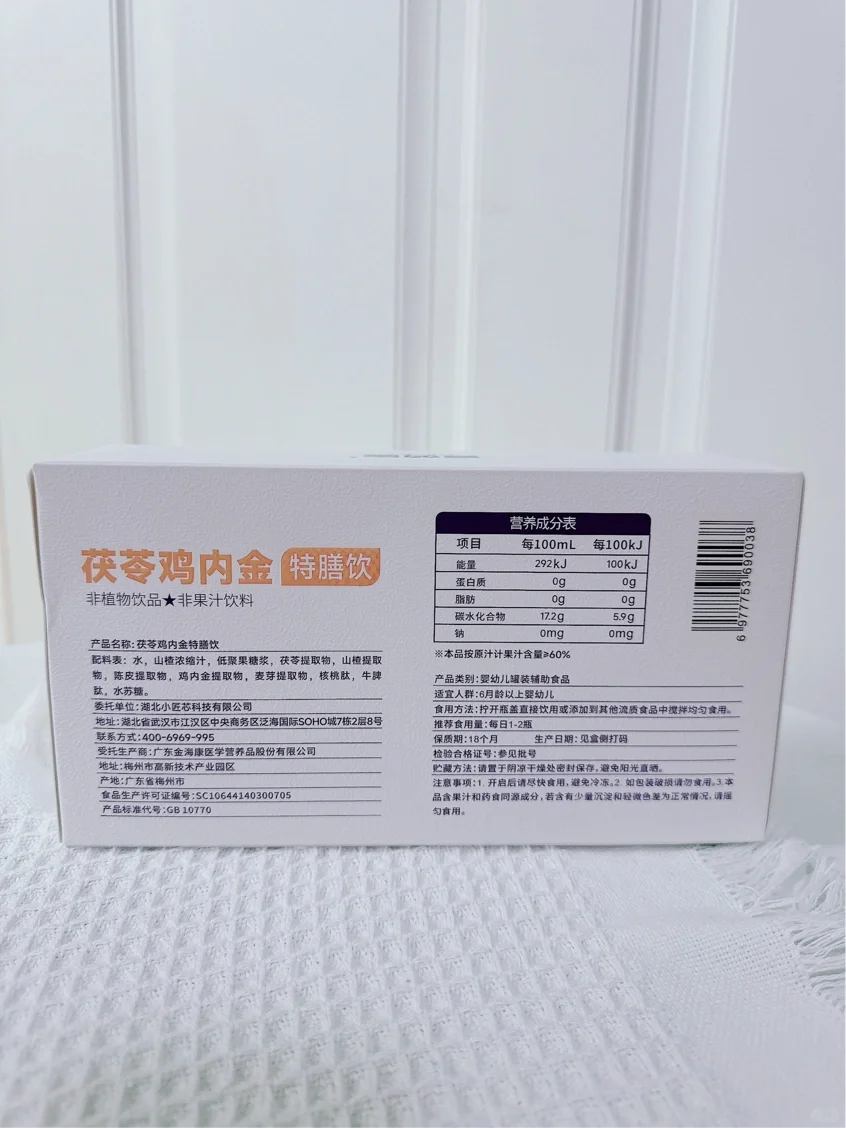 茯苓鸡内金 特膳饮
非植物饮品★非果汁饮料
产品名称：茯苓鸡内金特膳饮
配料表：水，山楂浓缩汁，低聚果糖浆，茯苓提取物，山楂提取
物，陈皮提取物，鸡内金提取物，麦芽提取物，核桃肽，牛脾
肽，水苏糖。
委托单位：湖北小匠芯科技有限公司
地址：湖北省武汉市江汉区中央商务区泛海国际SOHO城7栋2层8号
联系方式：400-6969-995
受托生产商：广东金海康医学营养品股份有限公司
地址：梅州市高新技术产业园区
产地：广东省梅州市
食品生产许可证编号：SC10644140300705
产品标准代号：GB 10770
营养成分表
项目 每100mL 每100kJ
能量 292kJ 100kJ
蛋白质 0g 0g
脂肪 0g 0g
碳水化合物 17.2g 5.9g
钠 0mg 0mg
※本品按原汁计果汁含量≥60%
产品类别：婴幼儿罐装辅助食品
适宜人群：6月龄以上婴幼儿
食用方法：拧开瓶盖直接饮用或添加到其他流质食品中搅拌均匀食用。
推荐食用量：每日1-2瓶
保质期：18个月 生产日期：见盒侧打码
检验合格证号：参见批号
贮藏方法：请置于阴凉干燥处密封保存，避免阳光直晒。
注意事项：1. 开启后请尽快食用，避免冷冻。2. 如包装破损请勿食用。3.本
品含果汁和药食同源成分，若含有少量沉淀和轻微色差为正常情况，请摇
匀食用。
6 977753 690038